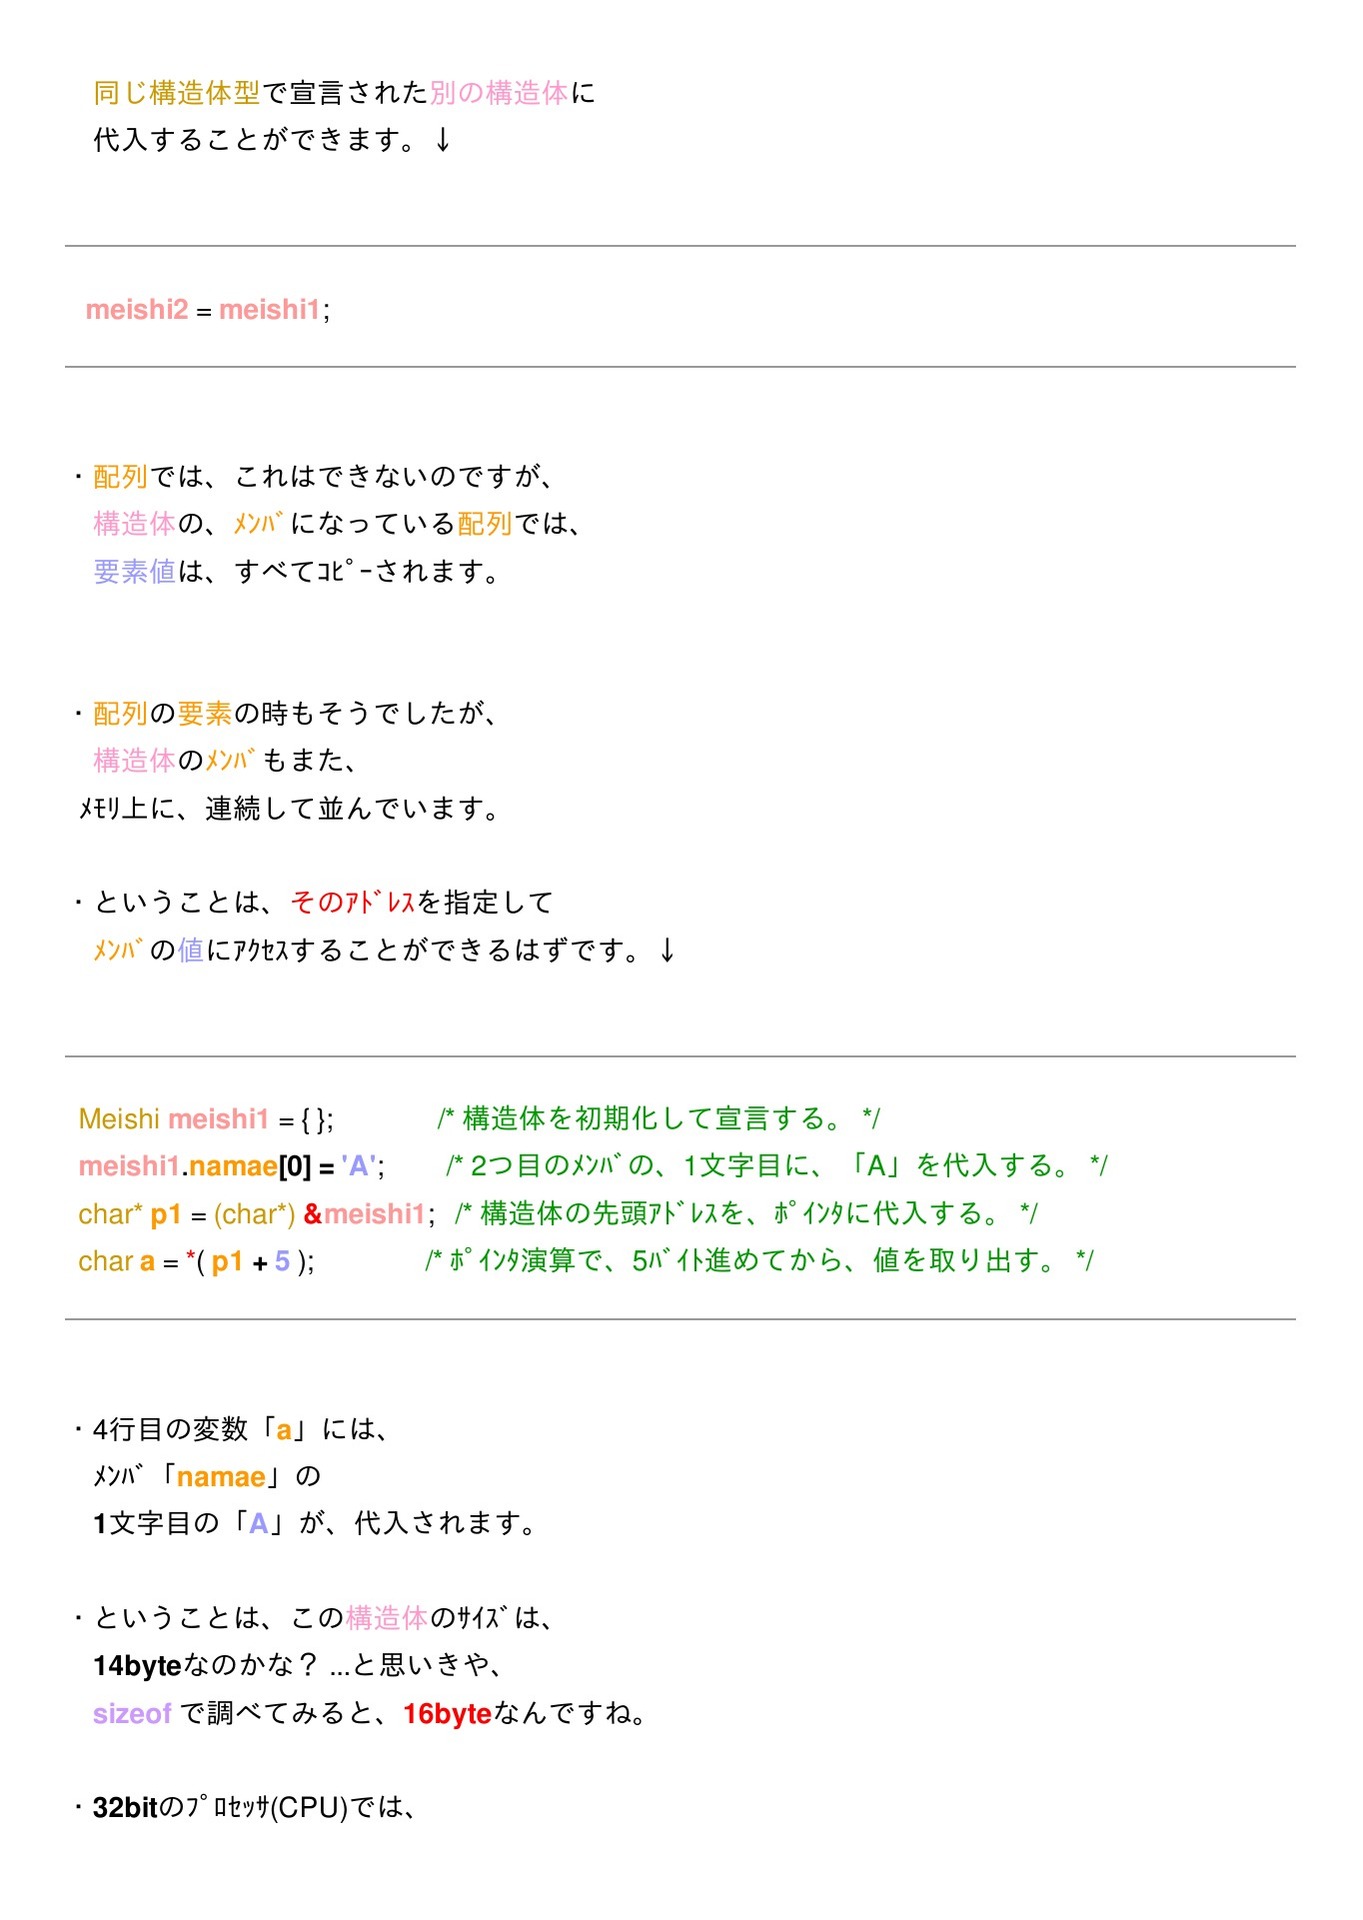 同じ構造体型で宣言された別の構造体に
代入することができます。↓
meishi2 = meishi1;
・配列では、これはできないのですが、
構造体の、ﾒﾝﾊﾞになっている配列では、
要素値は、すべてｺﾋﾟｰされます。
・配列の要素の時もそうでしたが、
構造体のﾒﾝﾊﾞもまた、
ﾒﾓﾘ上に、連続して並んでいます。
・ということは、そのｱﾄﾞﾚｽを指定して
ﾒﾝﾊﾞの値にｱｸｾｽすることができるはずです。↓
Meishi meishi1 = { }; /* 構造体を初期化して宣言する。 */
meishi1.namae[0] = 'A'; /* 2つ目のﾒﾝﾊﾞの、1文字目に、「A」を代入する。 */
char* p1 = (char*) &meishi1; /* 構造体の先頭ｱﾄﾞﾚｽを、ﾎﾟｲﾝﾀに代入する。 */
char a = *( p1 + 5 ); /* ﾎﾟｲﾝﾀ演算で、5ﾊﾞｲﾄ進めてから、値を取り出す。 */
・4行目の変数「a」には、
ﾒﾝﾊﾞ「namae」の
1文字目の「A」が、代入されます。
・ということは、この構造体のｻｲｽﾞは、
14byteなのかな？ ...と思いきや、
sizeof で調べてみると、16byteなんですね。
・32bitのﾌﾟﾛｾｯｻ(CPU)では、